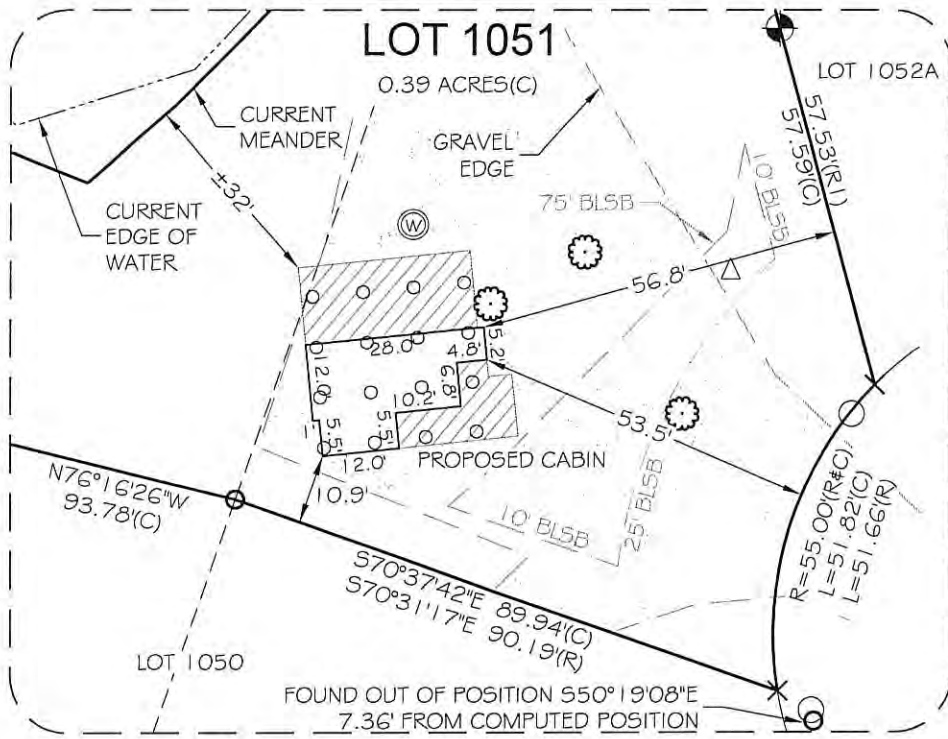 LOT 1051
0.39 ACRES(C)
LOT 1052A
CURRENT
MEANDER
GRAVEL
EDGE
57.53'(R1)
57.59'(C)
10' BLSB
±32'
75' BLSB
CURRENT
EDGE OF
WATER
W
56.8'
28.0'
5.2'
4.8'
12.0'
6.8'
10.2'
5.5'
5.5'
53.5'
12.0'
PROPOSED CABIN
10.9'
N76°16'26"W
93.78'(C)
10' BLSB
25' BLSB
R=55.00'(R&C)
L=51.82'(C)
L=51.66'(R)
S70°37'42"E 89.94'(C)
S70°31'17"E 90.19'(R)
LOT 1050
FOUND OUT OF POSITION S50°19'08"E
7.36' FROM COMPUTED POSITION